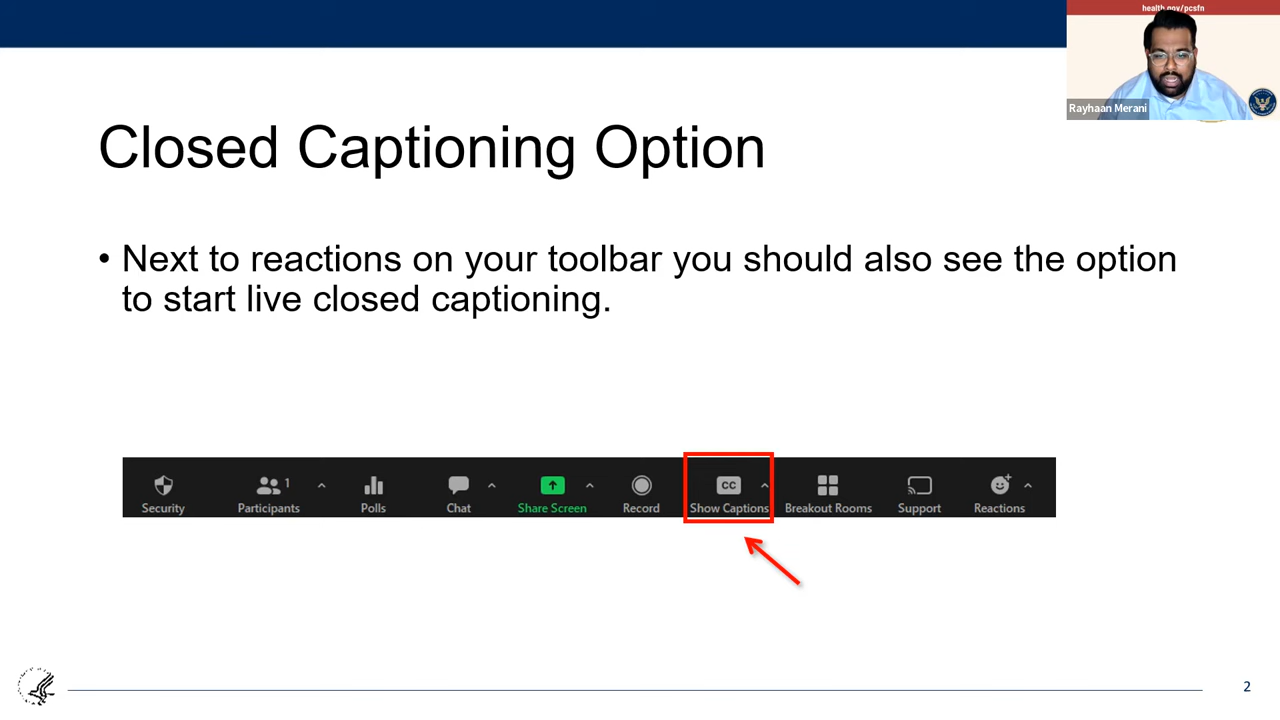 health.gov/pcsfn
Rayhaan Merani
Closed Captioning Option
• Next to reactions on your toolbar you should also see the option
to start live closed captioning.
1
CC
Security Participants Polls Chat Share Screen Record Show Captions Breakout Rooms Support Reactions
2